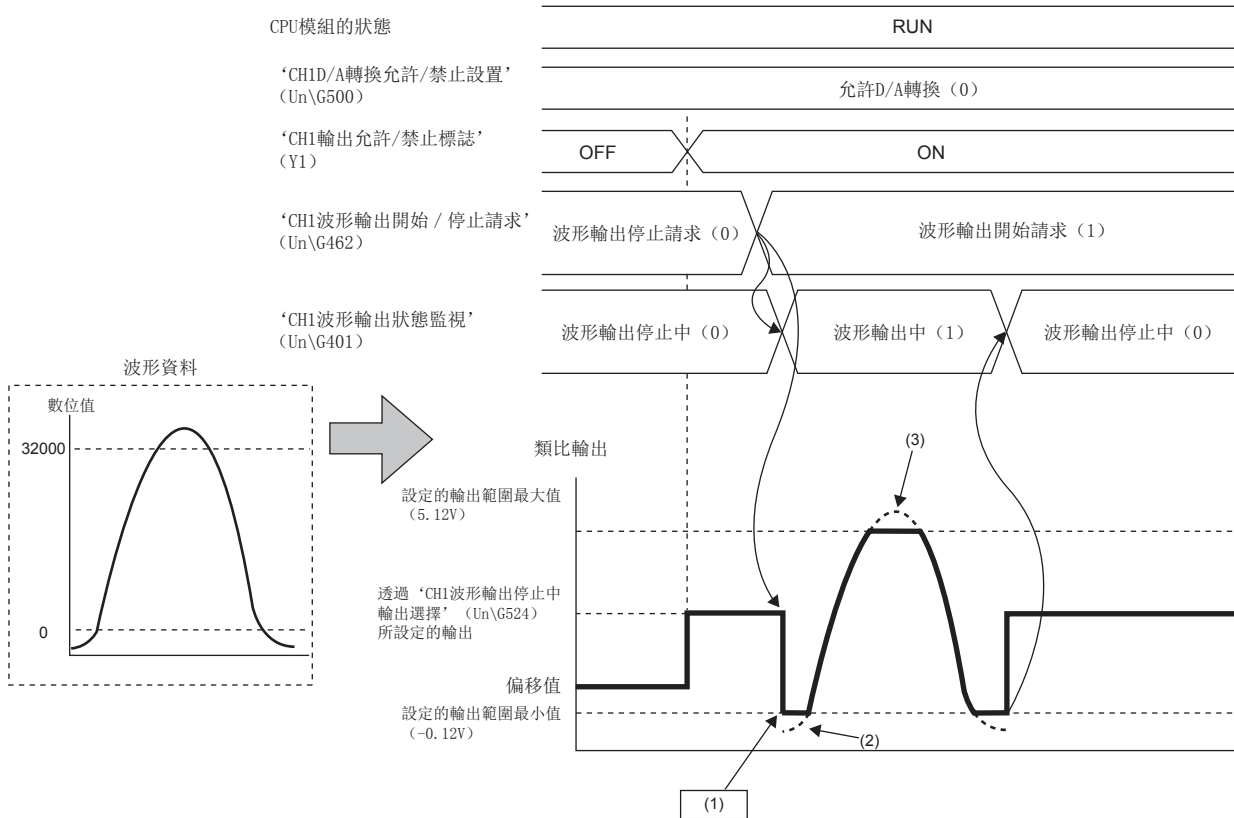 CPU模組的狀態
RUN
‘CH1D/A轉換允許/禁止設置’
(Un\G500)
允許D/A轉換（0）
‘CH1輸出允許/禁止標誌’
(Y1)
OFF
ON
‘CH1波形輸出開始／停止請求’
(Un\G462)
波形輸出停止請求（0）
波形輸出開始請求（1）
‘CH1波形輸出狀態監視’
(Un\G401)
波形輸出停止中（0）
波形輸出中（1）
波形輸出停止中（0）
波形資料
數位值
32000
0
類比輸出
設定的輸出範圍最大值
（5.12V）
(3)
透過‘CH1波形輸出停止中
輸出選擇’（Un\G524）
所設定的輸出
偏移值
設定的輸出範圍最小值
（-0.12V）
(2)
(1)